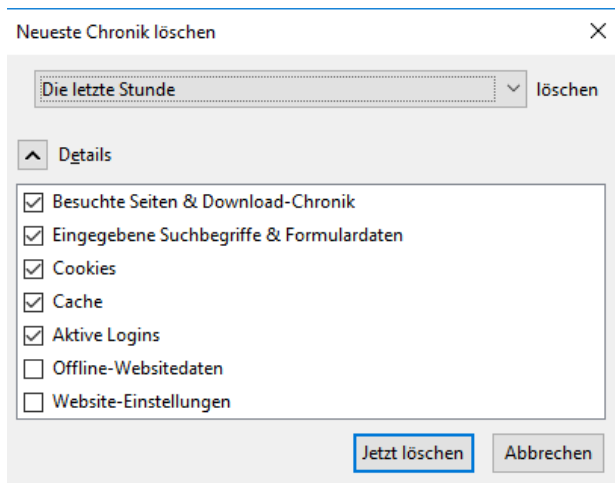 Neueste Chronik löschen
Die letzte Stunde löschen
Details
Besuchte Seiten & Download-Chronik
Eingegebene Suchbegriffe & Formulardaten
Cookies
Cache
Aktive Logins
Offline-Websitedaten
Website-Einstellungen
Jetzt löschen Abbrechen